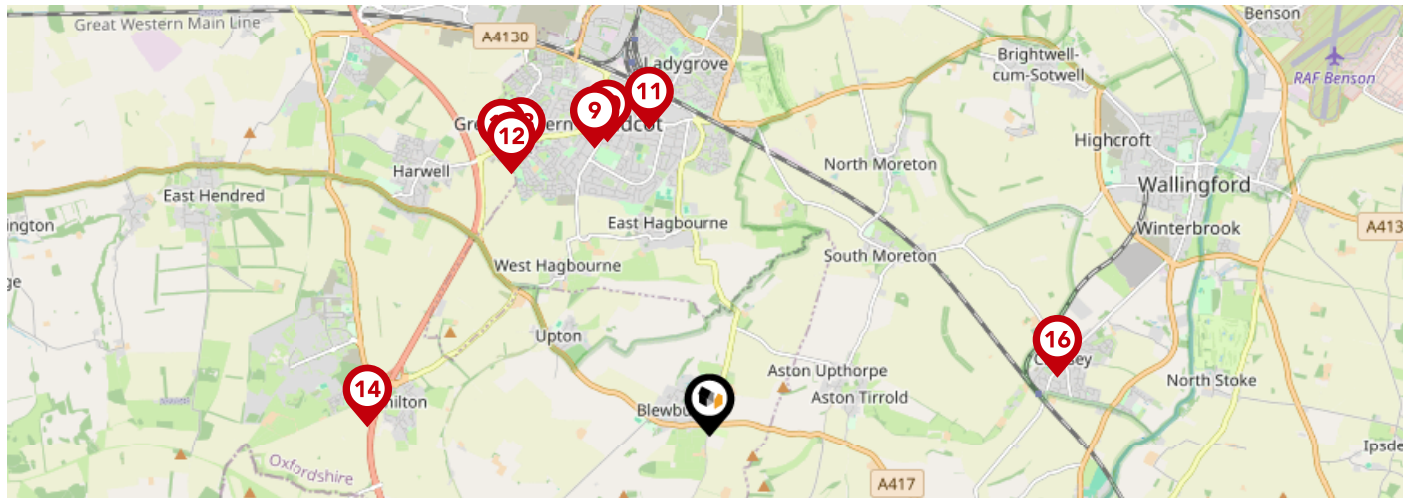 Great Western Main Line
Benson
A4130
Brightwell-
cum-Sotwell
Ladygrove
RAF Benson
11
9
12
Highcroft
Harwell
North Moreton
East Hendred
Wallingford
East Hagbourne
Winterbrook
A413
West Hagbourne
South Moreton
Upton
16
North Stoke
Aston Upthorpe
14
Aston Tirrold
Oxfordshire
A417